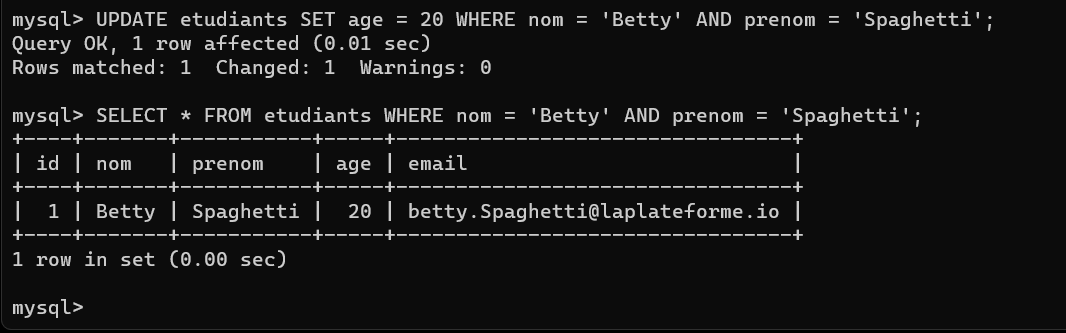 mysql> UPDATE etudiants SET age = 20 WHERE nom = 'Betty' AND prenom = 'Spaghetti';
Query OK, 1 row affected (0.01 sec)
Rows matched: 1  Changed: 1  Warnings: 0

mysql> SELECT * FROM etudiants WHERE nom = 'Betty' AND prenom = 'Spaghetti';
+----+-------+-----------+-----+--------------------------------+
| id | nom   | prenom    | age | email                          |
+----+-------+-----------+-----+--------------------------------+
|  1 | Betty | Spaghetti |  20 | betty.Spaghetti@laplateforme.io |
+----+-------+-----------+-----+--------------------------------+
1 row in set (0.00 sec)

mysql>